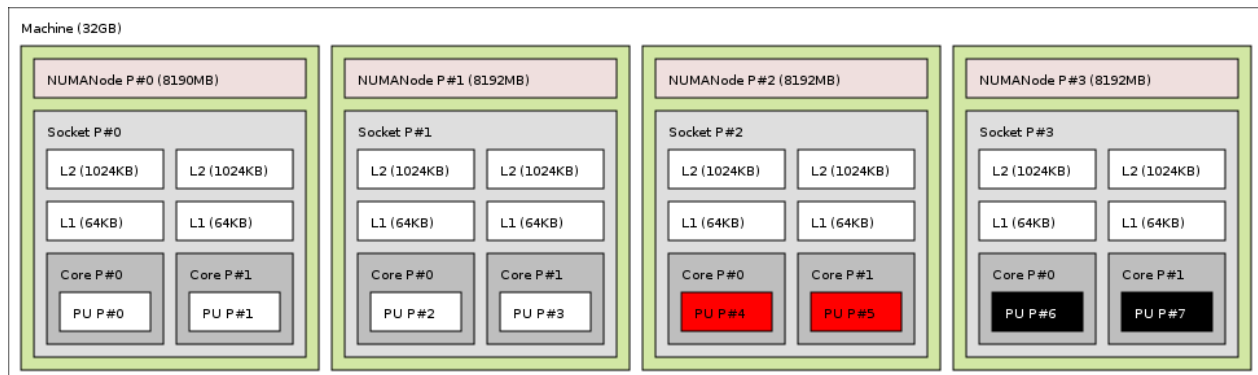 Machine (32GB)
NUMANode P#0 (8190MB)
Socket P#0
L2 (1024KB) L2 (1024KB)
L1 (64KB) L1 (64KB)
Core P#0 Core P#1
PU P#0 PU P#1
NUMANode P#1 (8192MB)
Socket P#1
L2 (1024KB) L2 (1024KB)
L1 (64KB) L1 (64KB)
Core P#0 Core P#1
PU P#2 PU P#3
NUMANode P#2 (8192MB)
Socket P#2
L2 (1024KB) L2 (1024KB)
L1 (64KB) L1 (64KB)
Core P#0 Core P#1
PU P#4 PU P#5
NUMANode P#3 (8192MB)
Socket P#3
L2 (1024KB) L2 (1024KB)
L1 (64KB) L1 (64KB)
Core P#0 Core P#1
PU P#6 PU P#7